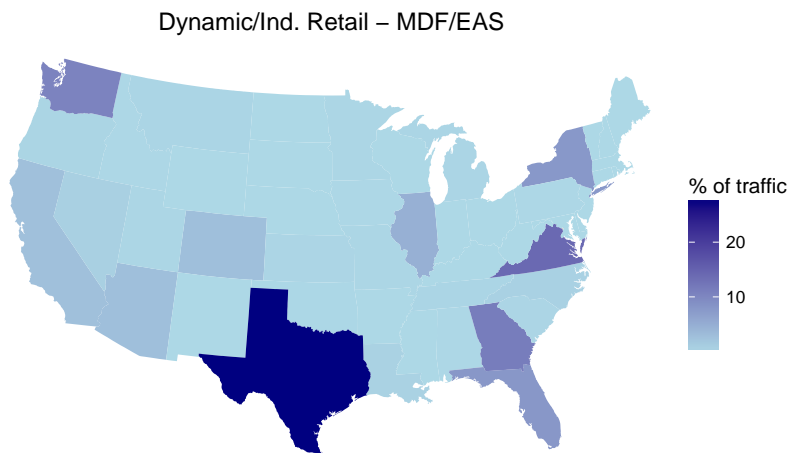 Dynamic/Ind. Retail – MDF/EAS
% of traffic
20
10